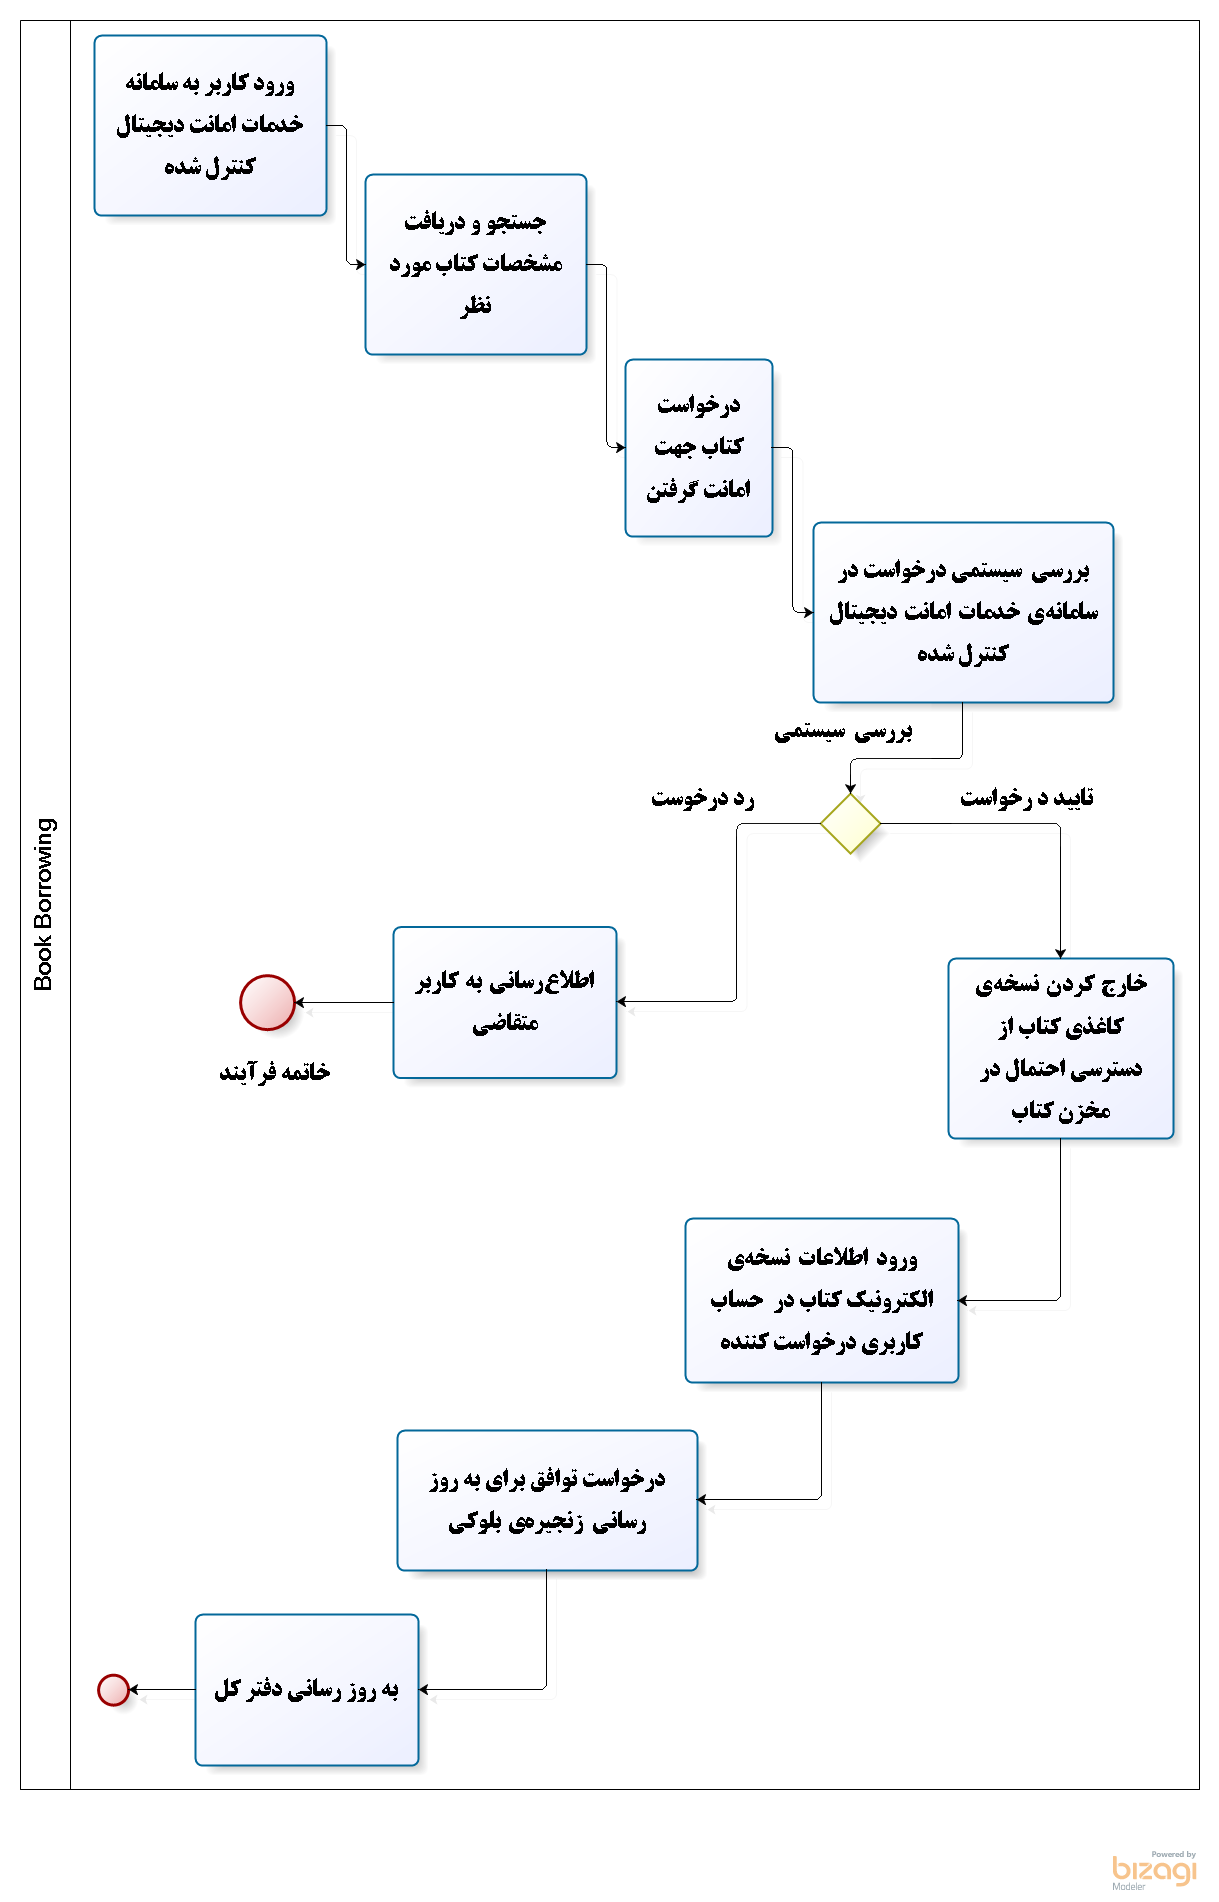 ورود کاربر به سامانه
خدمات امانت دیجیتال
کنترل شده
جستجو و دریافت
مشخصات کتاب مورد
نظر
درخواست
کتاب جهت
امانت گرفتن
بررسی سیستمی درخواست در
سامانه‌ی خدمات امانت دیجیتال
کنترل شده
بررسی سیستمی
تایید د رخواست
رد درخوست
Book Borrowing
خارج کردن نسخه‌ی
کاغذی کتاب از
دسترسی احتمال در
مخزن کتاب
اطلاع‌رسانی به کاربر
متقاضی
خاتمه فرآیند
ورود اطلاعات نسخه‌ی
الکترونیک کتاب در حساب
کاربری درخواست کننده
درخواست توافق برای به روز
رسانی زنجیره‌ی بلوکی
به روز رسانی دفتر کل
Powered by
bizagi
Modeler